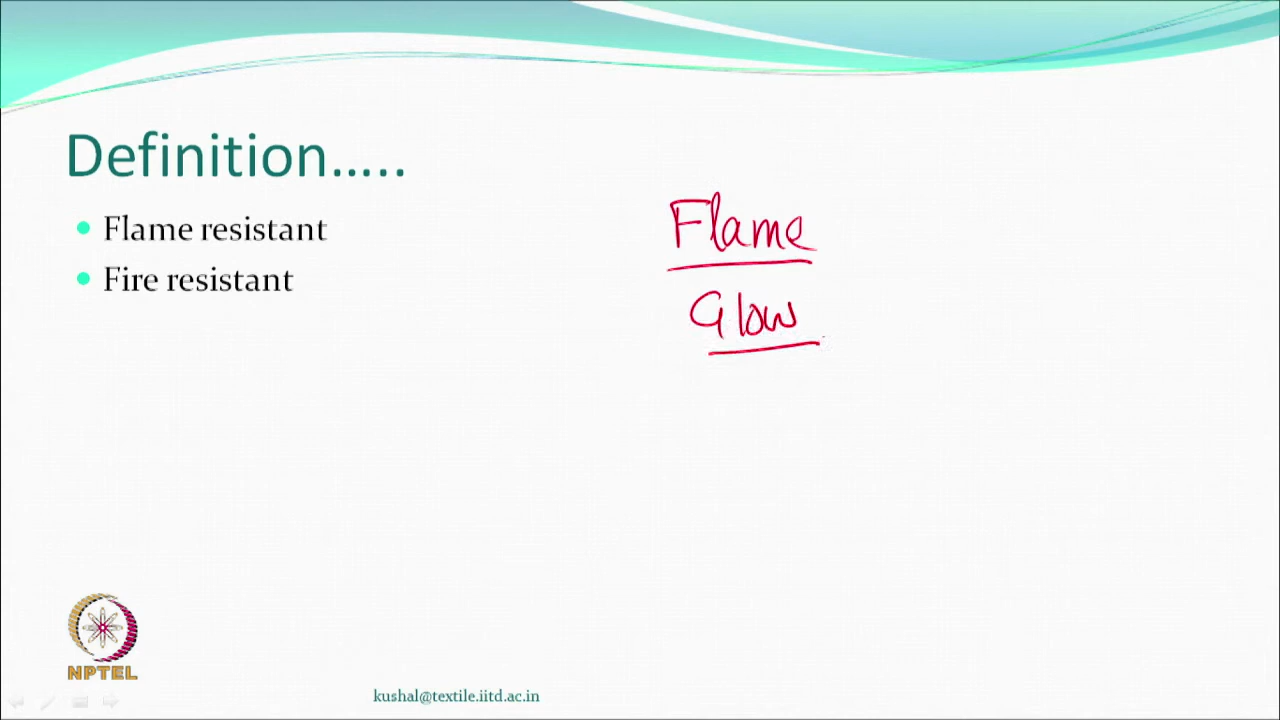 Definition.....
Flame resistant
Fire resistant
Flame
Glow
NPTEL
kushal@textile.iitd.ac.in